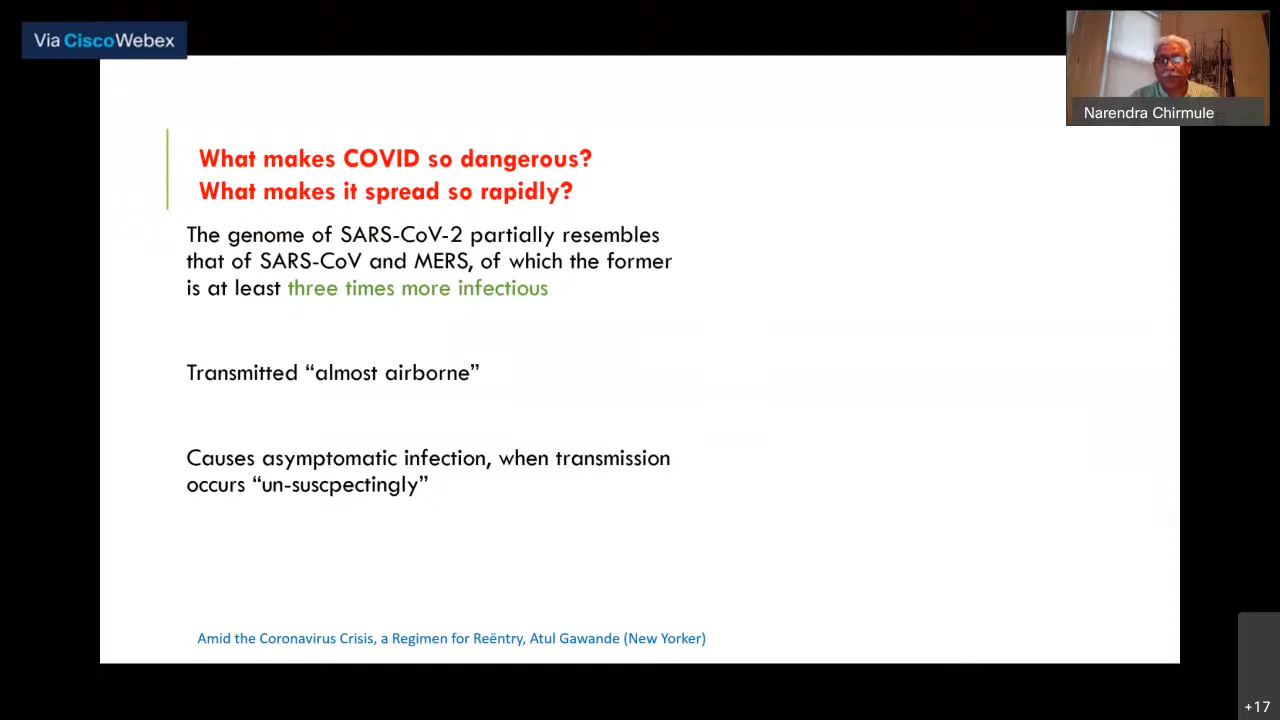 Via CiscoWebex
Narendra Chirmule
What makes COVID so dangerous?
What makes it spread so rapidly?
The genome of SARS-CoV-2 partially resembles
that of SARS-CoV and MERS, of which the former
is at least three times more infectious
Transmitted “almost airborne”
Causes asymptomatic infection, when transmission
occurs “un-suscpectingly”
Amid the Coronavirus Crisis, a Regimen for Reëntry, Atul Gawande (New Yorker)
+17